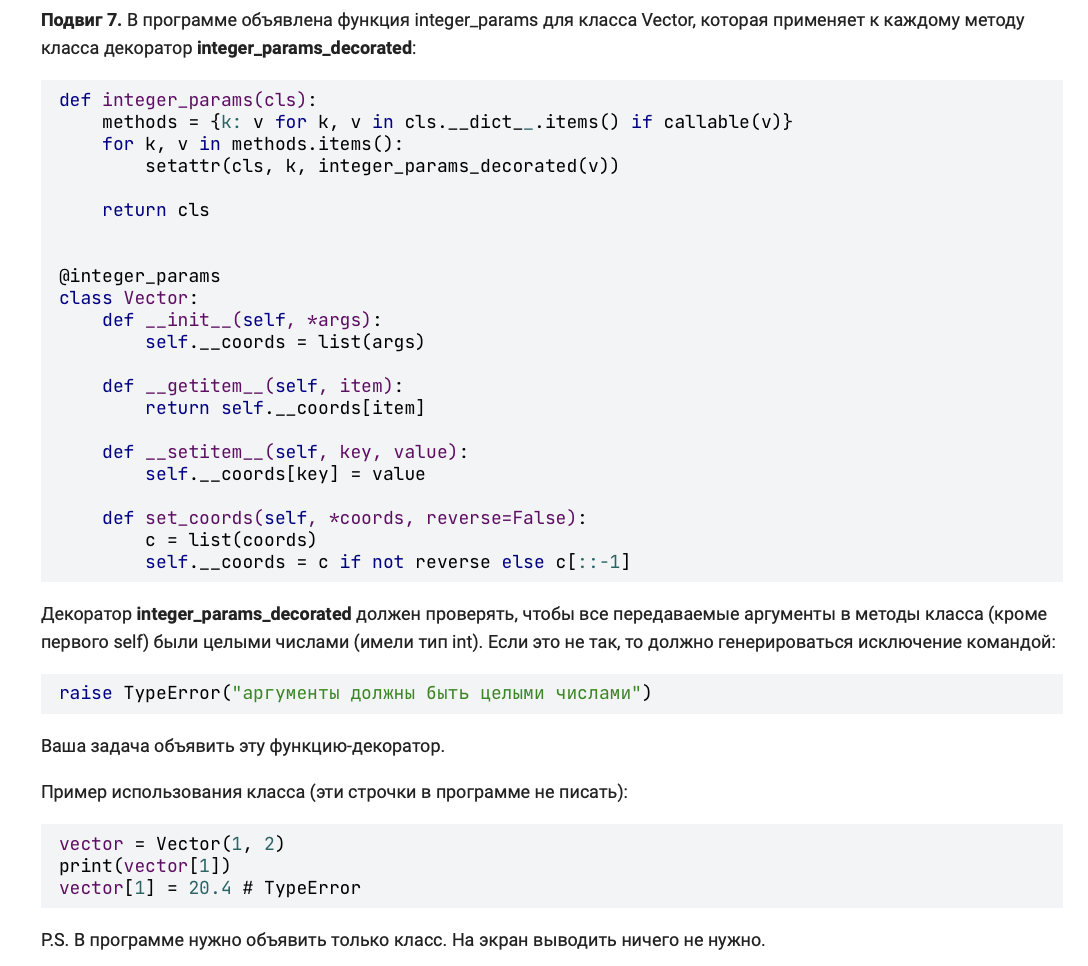 Подвиг 7. В программе объявлена функция integer_params для класса Vector, которая применяет к каждому методу
класса декоратор integer_params_decorated:
def integer_params(cls):
    methods = {k: v for k, v in cls.__dict__.items() if callable(v)}
    for k, v in methods.items():
        setattr(cls, k, integer_params_decorated(v))
    return cls
@integer_params
class Vector:
    def __init__(self, *args):
        self.__coords = list(args)
    def __getitem__(self, item):
        return self.__coords[item]
    def __setitem__(self, key, value):
        self.__coords[key] = value
    def set_coords(self, *coords, reverse=False):
        c = list(coords)
        self.__coords = c if not reverse else c[::-1]
Декоратор integer_params_decorated должен проверять, чтобы все передаваемые аргументы в методы класса (кроме
первого self) были целыми числами (имели тип int). Если это не так, то должно генерироваться исключение командой:
raise TypeError("аргументы должны быть целыми числами")
Ваша задача объявить эту функцию-декоратор.
Пример использования класса (эти строчки в программе не писать):
vector = Vector(1, 2)
print(vector[1])
vector[1] = 20.4 # TypeError
P.S. В программе нужно объявить только класс. На экран выводить ничего не нужно.